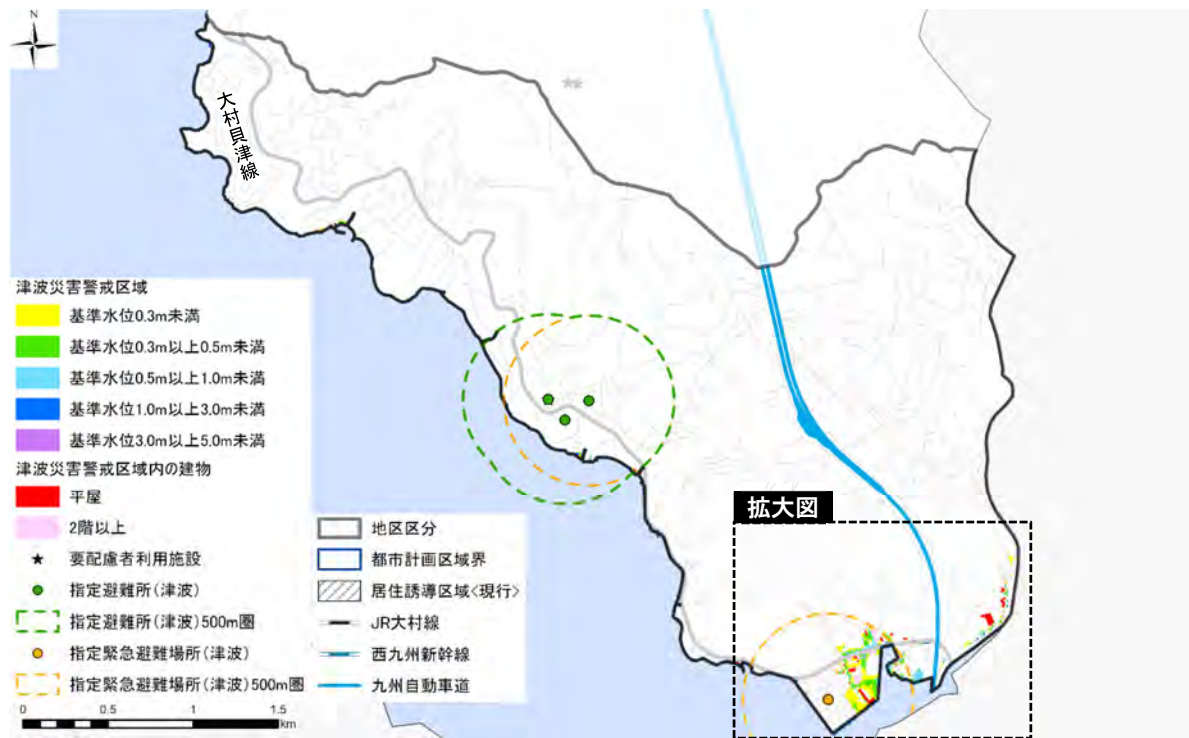 N
大村貝津線
津波災害警戒区域
基準水位0.3m未満
基準水位0.3m以上0.5m未満
基準水位0.5m以上1.0m未満
基準水位1.0m以上3.0m未満
基準水位3.0m以上5.0m未満
津波災害警戒区域内の建物
平屋
2階以上
要配慮者利用施設
指定避難所(津波)
指定避難所(津波)500m圏
指定緊急避難場所(津波)
指定緊急避難場所(津波)500m圏
地区区分
都市計画区域界
居住誘導区域<現行>
JR大村線
西九州新幹線
九州自動車道
0 0.5 1 1.5
km
拡大図